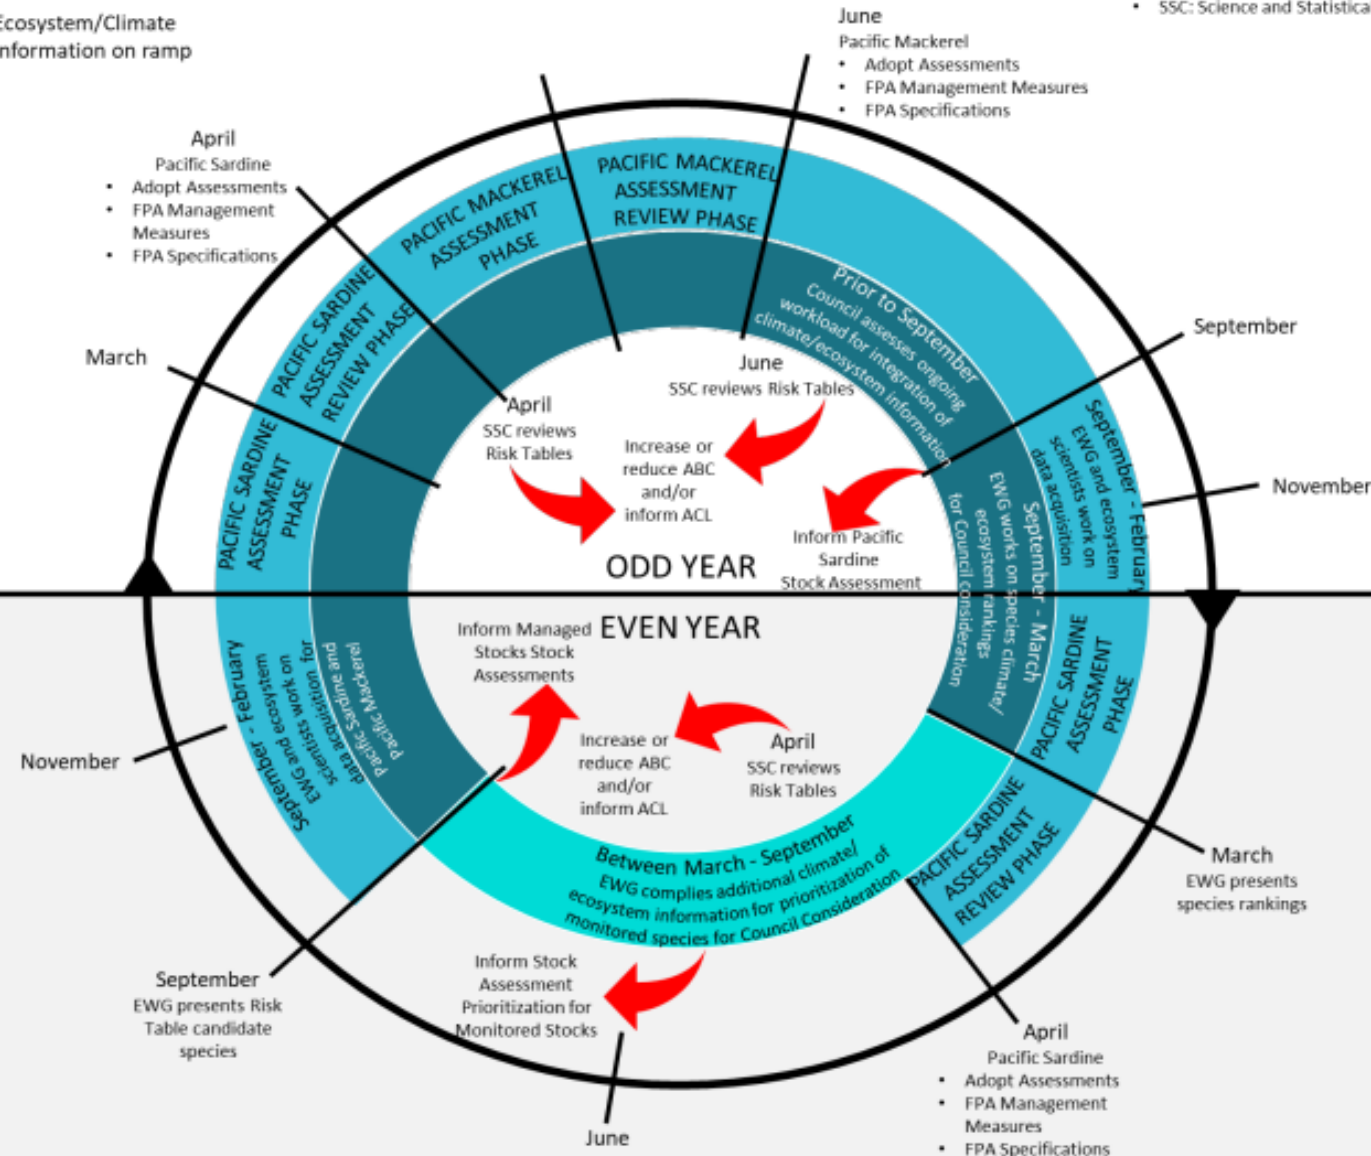 Ecosystem/Climate
information on ramp
• SSC: Science and Statistical
June
Pacific Mackerel
• Adopt Assessments
• FPA Management Measures
• FPA Specifications
April
Pacific Sardine
• Adopt Assessments
• FPA Management
Measures
• FPA Specifications
March
September
November
PACIFIC SARDINE
ASSESSMENT
PHASE
PACIFIC SARDINE
ASSESSMENT
REVIEW PHASE
PACIFIC MACKEREL
ASSESSMENT
PHASE
PACIFIC MACKEREL
ASSESSMENT
REVIEW PHASE
Prior to September
Council assesses ongoing
workload for integration of
climate/ecosystem information
September - February
EWG and ecosystem
scientists work on
data acquisition
September - March
EWG works on species climate/
ecosystem rankings
for Council consideration
April
SSC reviews
Risk Tables
June
SSC reviews Risk Tables
Increase or
reduce ABC
and/or
inform ACL
Inform Pacific
Sardine
Stock Assessment
ODD YEAR
EVEN YEAR
Inform Managed
Stocks Stock
Assessments
Increase or
reduce ABC
and/or
inform ACL
April
SSC reviews
Risk Tables
PACIFIC SARDINE
ASSESSMENT
PHASE
PACIFIC SARDINE
ASSESSMENT
REVIEW PHASE
Between March - September
EWG complies additional climate/
ecosystem information for prioritization of
monitored species for Council Consideration
September - February
EWG and ecosystem
scientists work on
data acquisition for
Pacific Sardine and
Pacific Mackerel
November
March
EWG presents
species rankings
September
EWG presents Risk
Table candidate
species
Inform Stock
Assessment
Prioritization for
Monitored Stocks
June
April
Pacific Sardine
• Adopt Assessments
• FPA Management
Measures
• FPA Specifications